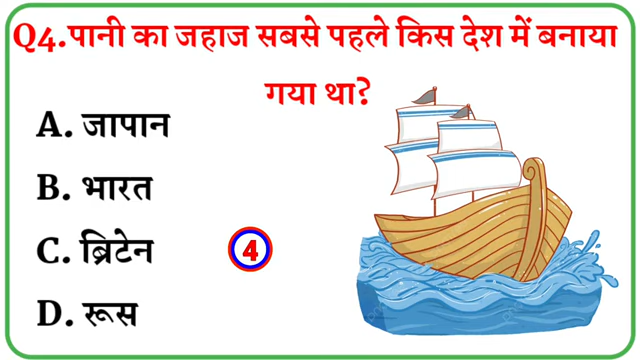 Q4.पानी का जहाज सबसे पहले किस देश में बनाया
गया था?
A. जापान
B. भारत
C. ब्रिटेन
4
D. रूस